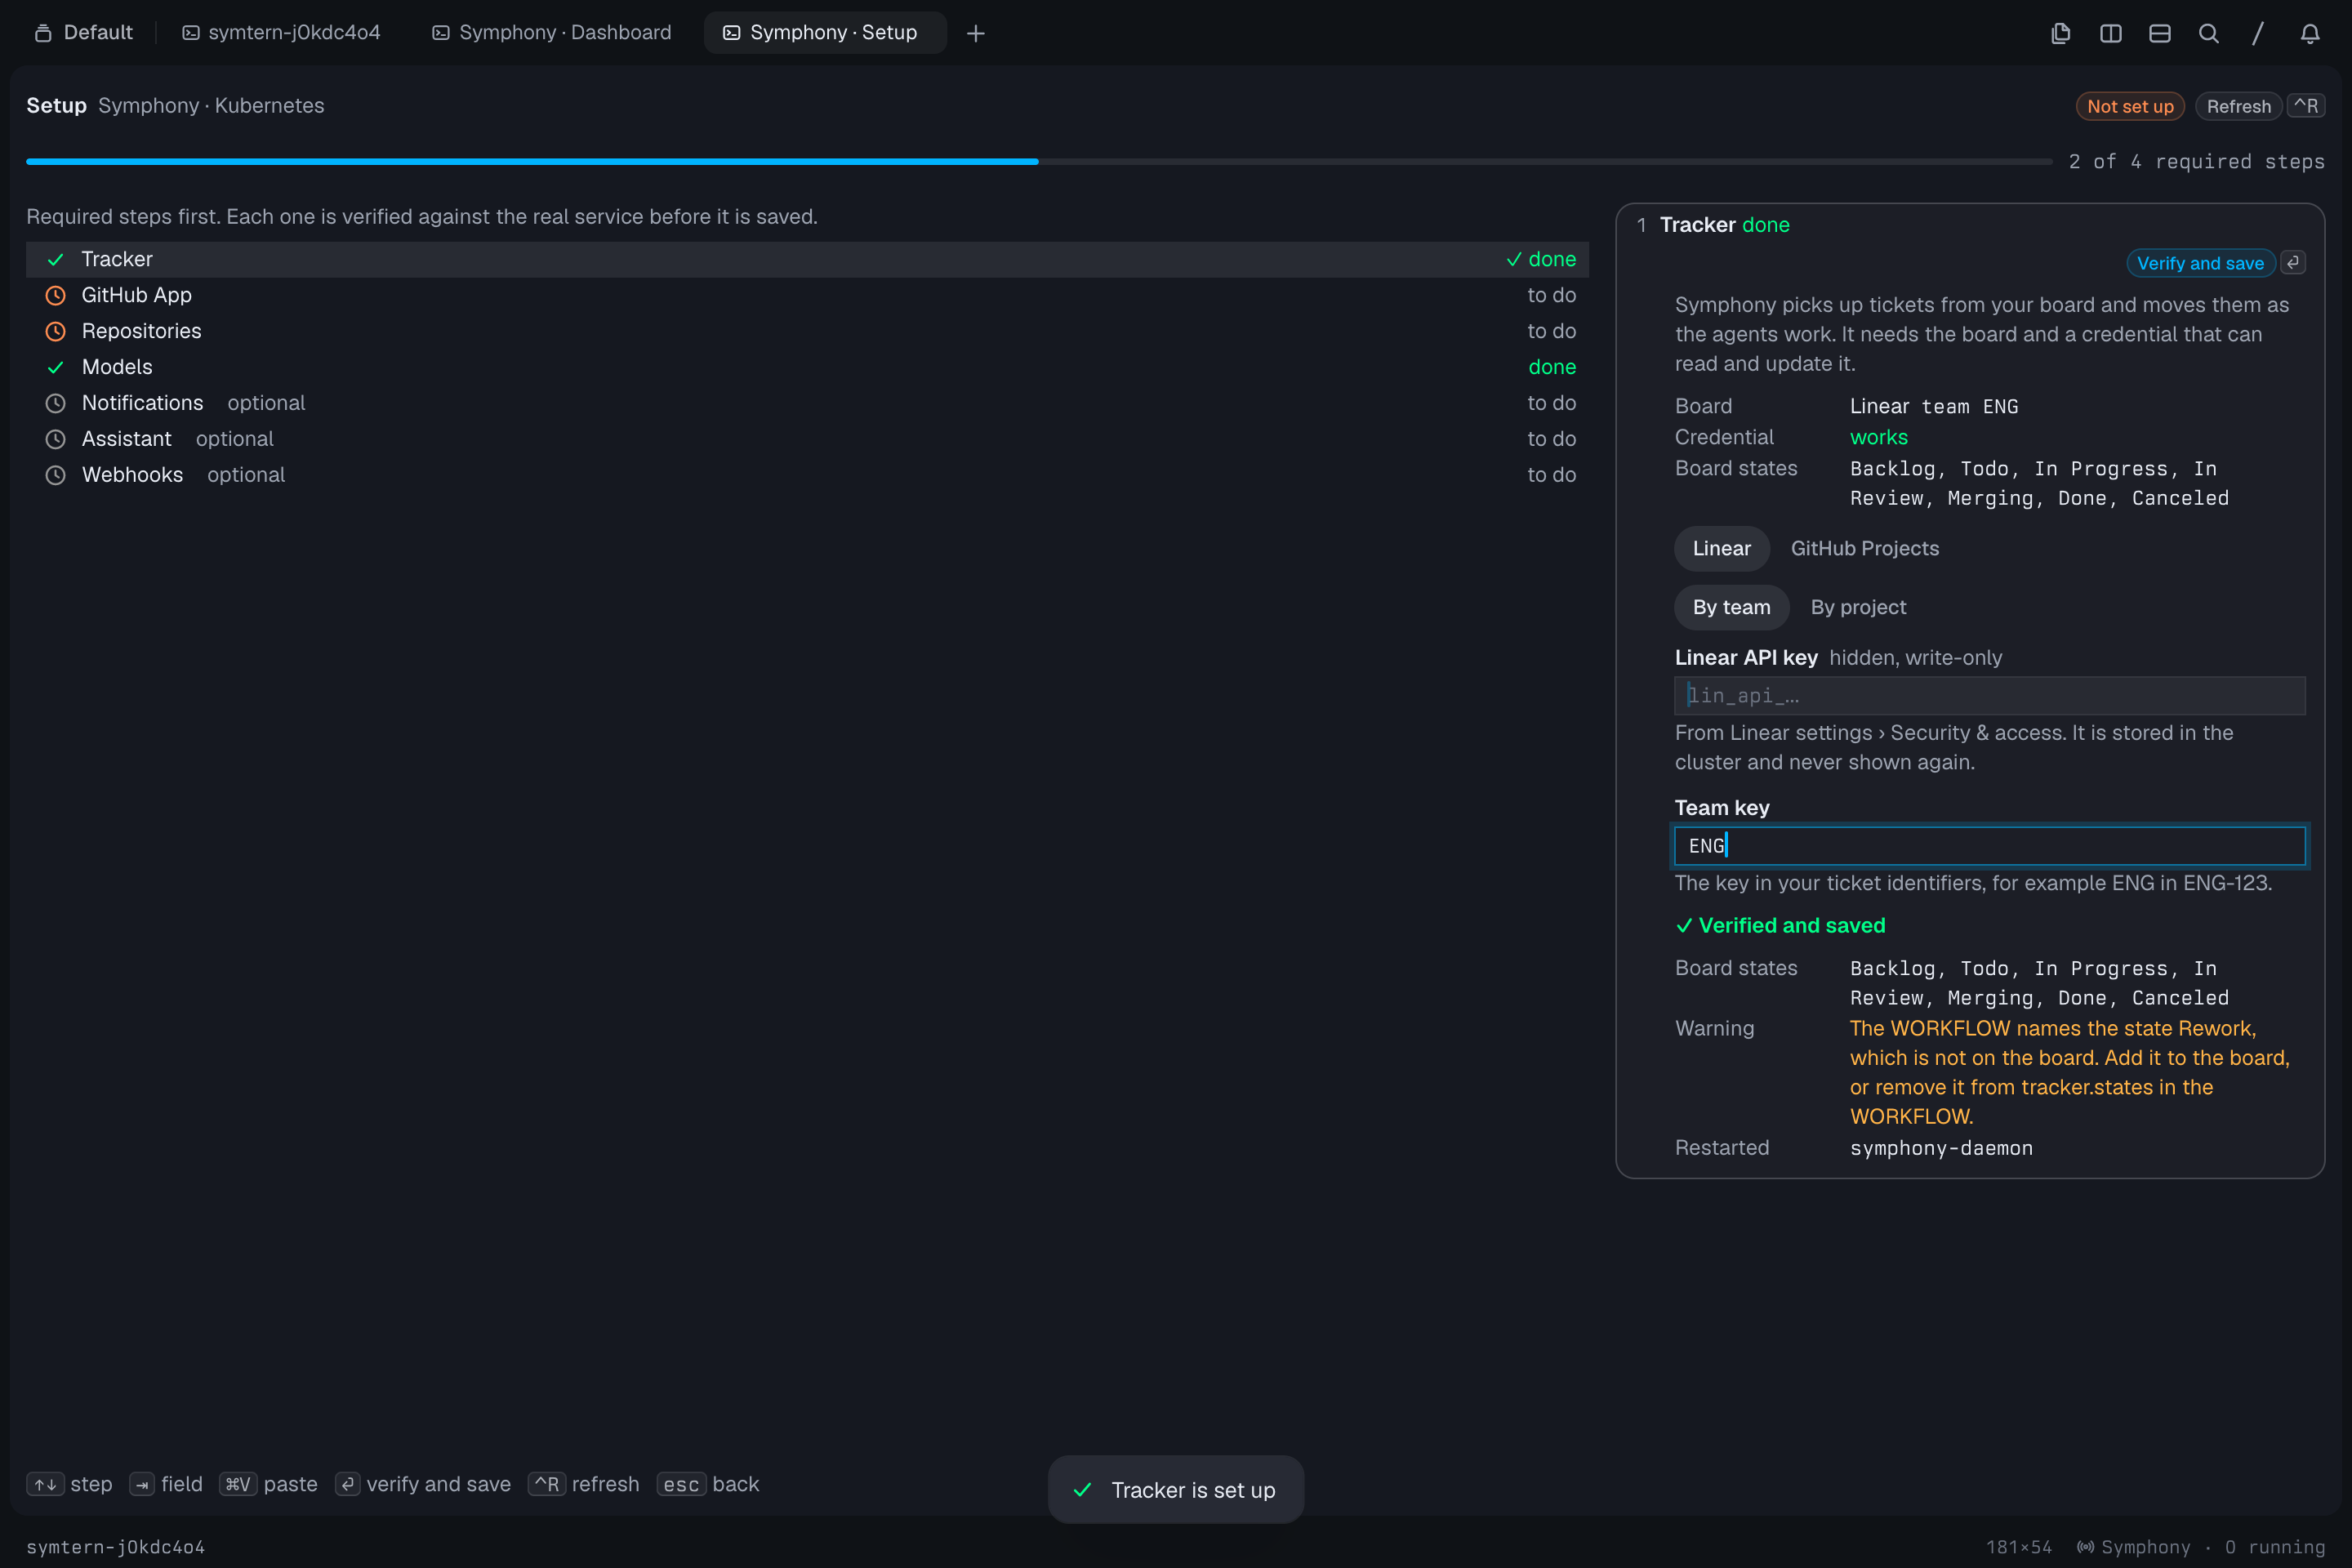 Default symtern-j0kdc4o4 Symphony · Dashboard Symphony · Setup
Setup Symphony · Kubernetes Not set up Refresh ^R
2 of 4 required steps
Required steps first. Each one is verified against the real service before it is saved.
Tracker ✓ done
GitHub App to do
Repositories to do
Models done
Notifications optional to do
Assistant optional to do
Webhooks optional to do
1 Tracker done
Verify and save
Symphony picks up tickets from your board and moves them as
the agents work. It needs the board and a credential that can
read and update it.
Board Linear team ENG
Credential works
Board states Backlog, Todo, In Progress, In
Review, Merging, Done, Canceled
Linear GitHub Projects
By team By project
Linear API key hidden, write-only
lin_api_…
From Linear settings › Security & access. It is stored in the
cluster and never shown again.
Team key
ENG
The key in your ticket identifiers, for example ENG in ENG-123.
✓ Verified and saved
Board states Backlog, Todo, In Progress, In
Review, Merging, Done, Canceled
Warning The WORKFLOW names the state Rework,
which is not on the board. Add it to the board,
or remove it from tracker.states in the
WORKFLOW.
Restarted symphony-daemon
↑↓ step ⇥ field ⌘V paste ⏎ verify and save ^R refresh esc back
Tracker is set up
symtern-j0kdc4o4 181×54 Symphony · 0 running